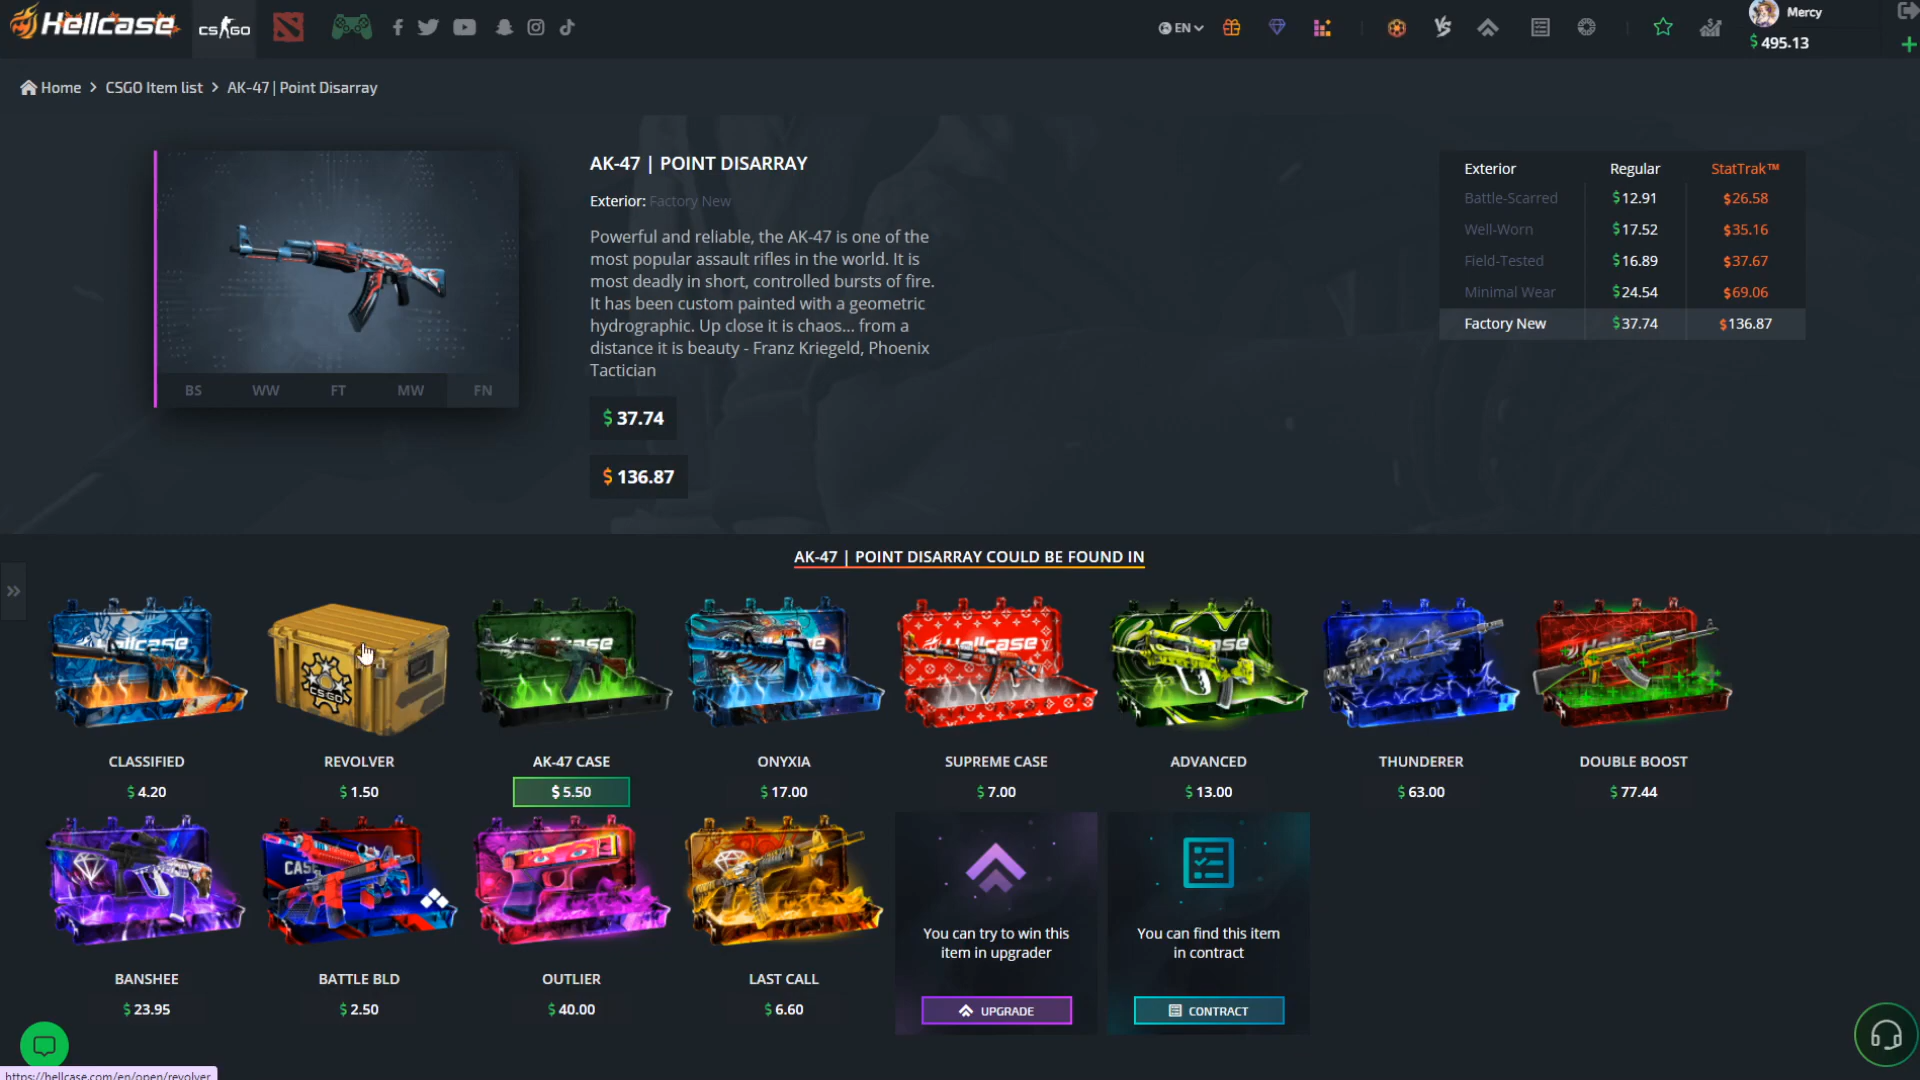 Hellcase
CS:GO
EN
Mercy
$ 495.13
Home > CSGO Item list > AK-47 | Point Disarray
AK-47 | POINT DISARRAY
Exterior: Factory New
Powerful and reliable, the AK-47 is one of the
most popular assault rifles in the world. It is
most deadly in short, controlled bursts of fire.
It has been custom painted with a geometric
hydrographic. Up close it is chaos... from a
distance it is beauty - Franz Kriegeld, Phoenix
Tactician
$ 37.74
$ 136.87
BS WW FT MW FN
Exterior Regular StatTrak™
Battle-Scarred $12.91 $26.58
Well-Worn $17.52 $35.16
Field-Tested $16.89 $37.67
Minimal Wear $24.54 $69.06
Factory New $37.74 $136.87
AK-47 | POINT DISARRAY COULD BE FOUND IN
CLASSIFIED
$ 4.20
REVOLVER
$ 1.50
AK-47 CASE
$ 5.50
ONYXIA
$ 17.00
SUPREME CASE
$ 7.00
ADVANCED
$ 13.00
THUNDERER
$ 63.00
DOUBLE BOOST
$ 77.44
BANSHEE
$ 23.95
BATTLE BLD
$ 2.50
OUTLIER
$ 40.00
LAST CALL
$ 6.60
You can try to win this
item in upgrader
UPGRADE
You can find this item
in contract
CONTRACT
https://hellcase.com/en/open/revolver